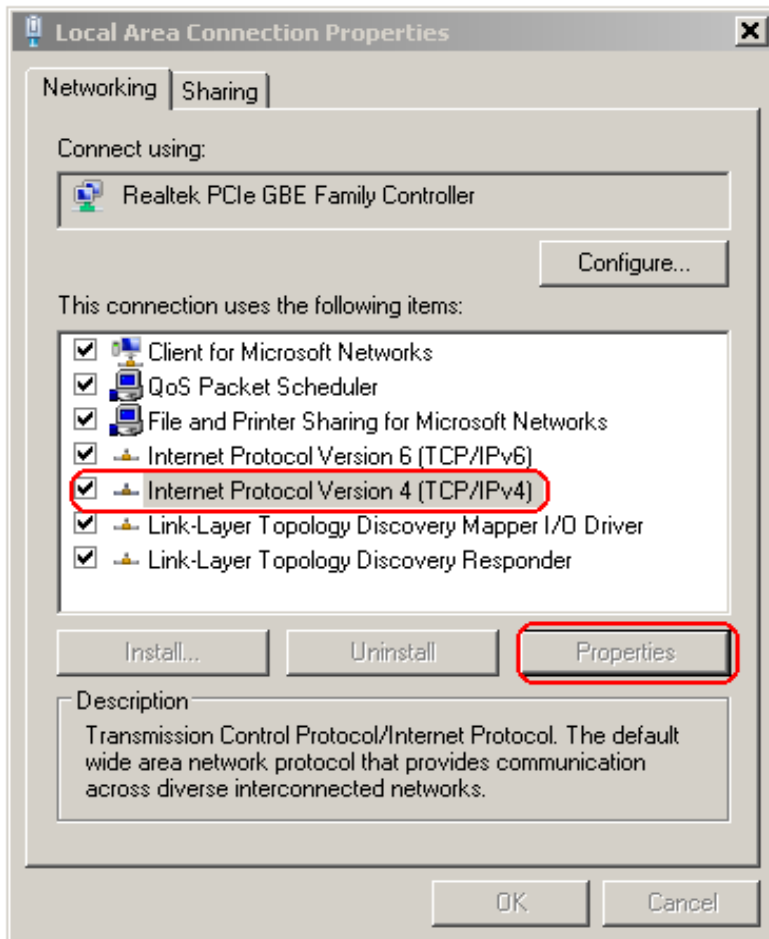 Local Area Connection Properties
Networking
Sharing
Connect using:
Realtek PCIe GBE Family Controller
Configure...
This connection uses the following items:
Client for Microsoft Networks
QoS Packet Scheduler
File and Printer Sharing for Microsoft Networks
Internet Protocol Version 6 (TCP/IPv6)
Internet Protocol Version 4 (TCP/IPv4)
Link-Layer Topology Discovery Mapper I/O Driver
Link-Layer Topology Discovery Responder
Install...
Uninstall
Properties
Description
Transmission Control Protocol/Internet Protocol. The default
wide area network protocol that provides communication
across diverse interconnected networks.
OK
Cancel